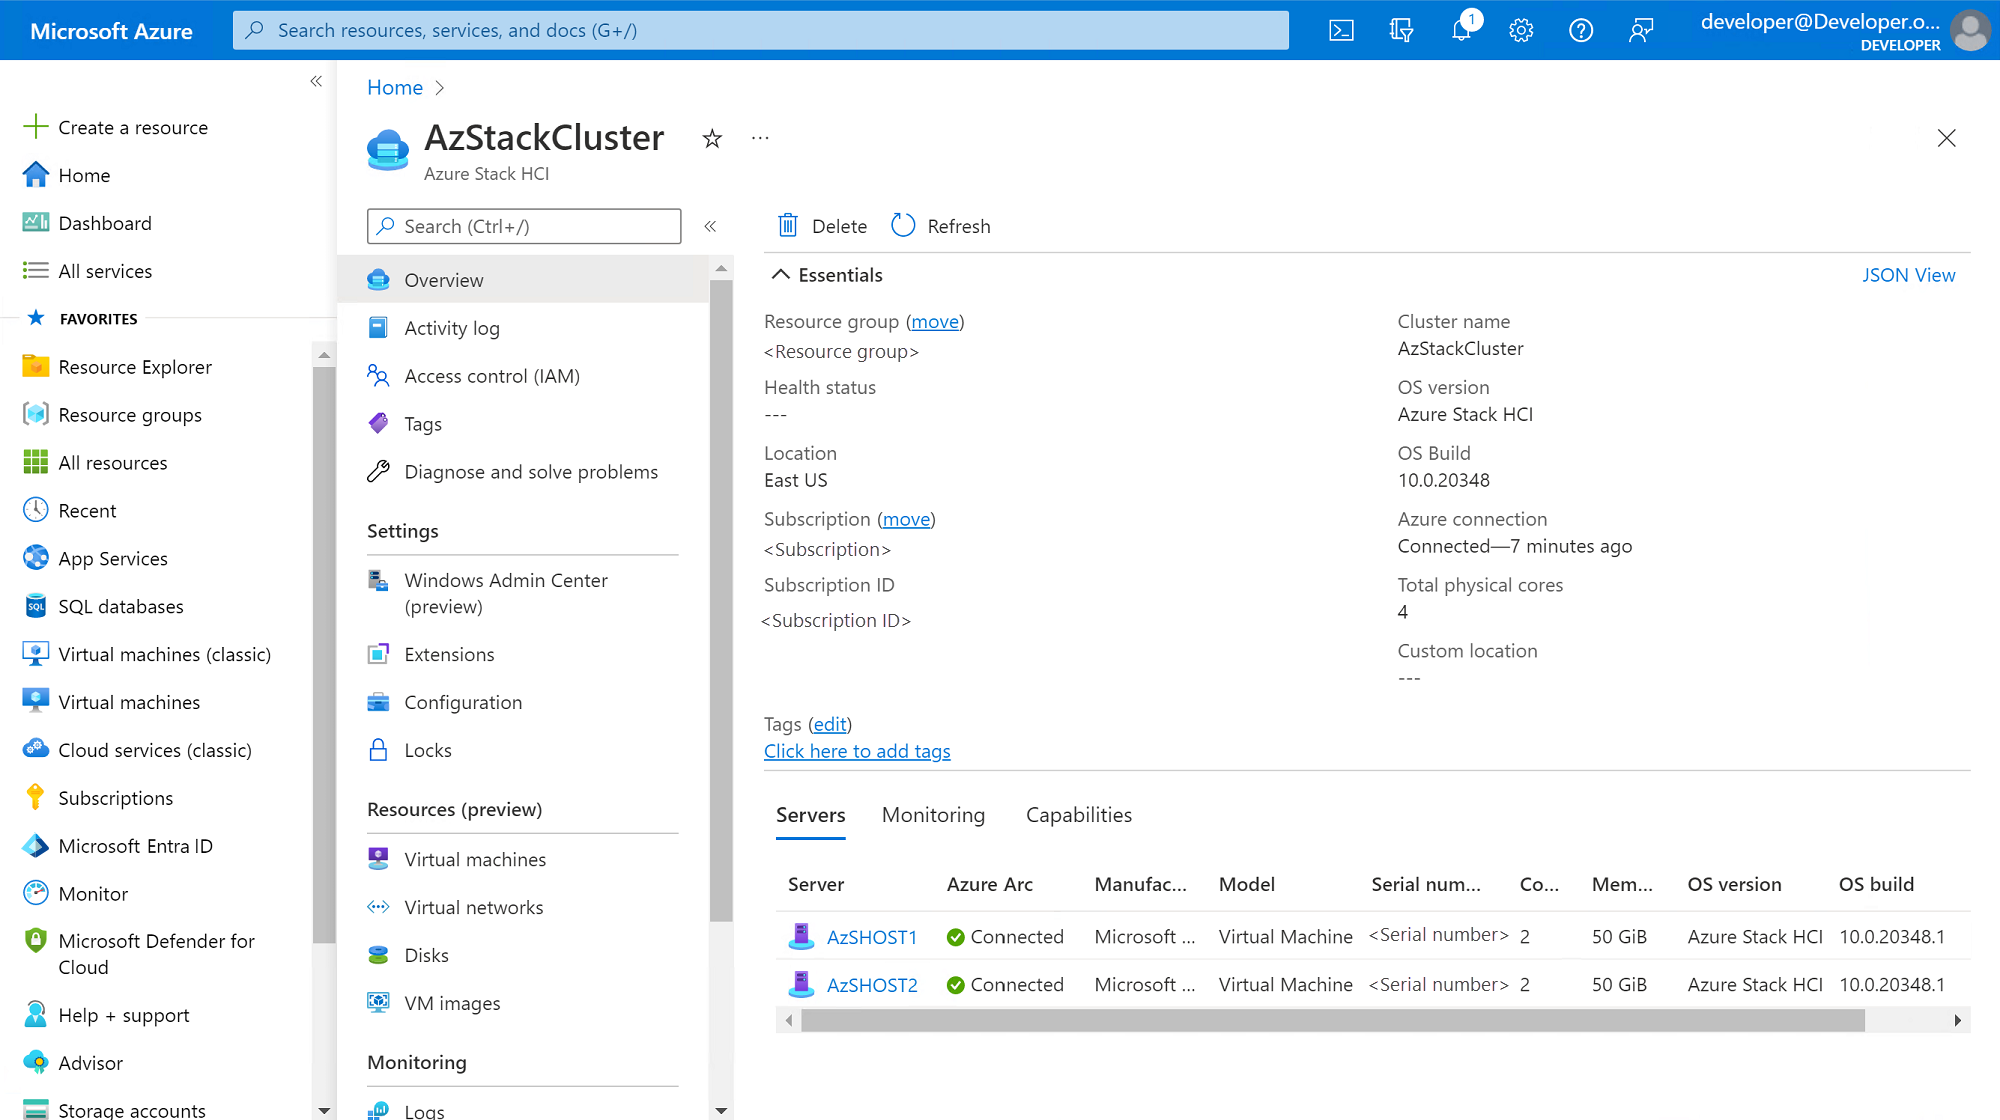 Microsoft Azure
Search resources, services, and docs (G+/)
1
developer@Developer.o...
DEVELOPER
Create a resource
Home
Dashboard
All services
FAVORITES
Resource Explorer
Resource groups
All resources
Recent
App Services
SQL databases
Virtual machines (classic)
Virtual machines
Cloud services (classic)
Subscriptions
Microsoft Entra ID
Monitor
Microsoft Defender for
Cloud
Help + support
Advisor
Storage accounts
Home
AzStackCluster
...
Azure Stack HCI
Search (Ctrl+/)
Overview
Activity log
Access control (IAM)
Tags
Diagnose and solve problems
Settings
Windows Admin Center
(preview)
Extensions
Configuration
Locks
Resources (preview)
Virtual machines
Virtual networks
Disks
VM images
Monitoring
Logs
Delete
Refresh
Essentials
JSON View
Resource group (move)
<Resource group>
Health status
---
Location
East US
Subscription (move)
<Subscription>
Subscription ID
<Subscription ID>
Cluster name
AzStackCluster
OS version
Azure Stack HCI
OS Build
10.0.20348
Azure connection
Connected—7 minutes ago
Total physical cores
4
Custom location
---
Tags (edit)
Click here to add tags
Servers Monitoring Capabilities
Server Azure Arc Manufac... Model Serial num... Co... Mem... OS version OS build
AzSHOST1 Connected Microsoft ... Virtual Machine <Serial number> 2 50 GiB Azure Stack HCI 10.0.20348.1
AzSHOST2 Connected Microsoft ... Virtual Machine <Serial number> 2 50 GiB Azure Stack HCI 10.0.20348.1